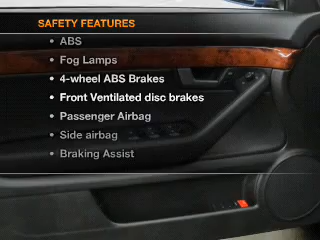 SAFETY FEATURES
• ABS
• Fog Lamps
• 4-wheel ABS Brakes
• Front Ventilated disc brakes
• Passenger Airbag
• Side airbag
• Braking Assist